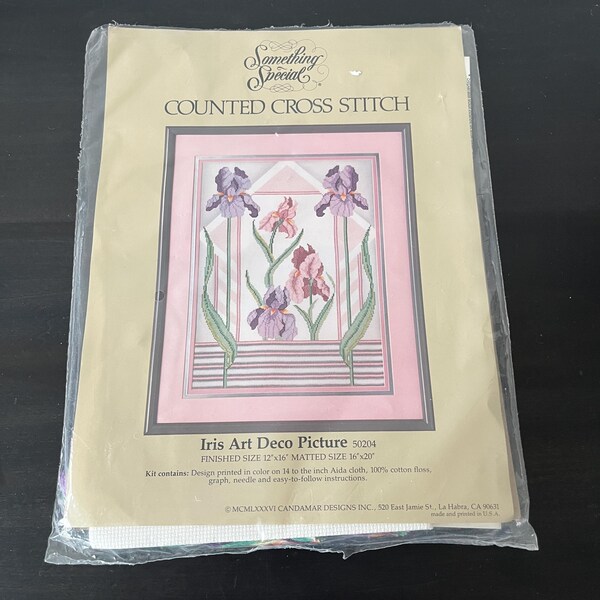 Something
Special
COUNTED CROSS STITCH
Iris Art Deco Picture 50204
FINISHED SIZE 12"x16" MATTED SIZE 16"x20"
Kit contains: Design printed in color on 14 to the inch Aida cloth, 100% cotton floss,
graph, needle and easy-to-follow instructions.
© MCMLXXXVI CANDAMAR DESIGNS INC., 520 East Jamie St., La Habra, CA 90631
made and printed in U.S.A.